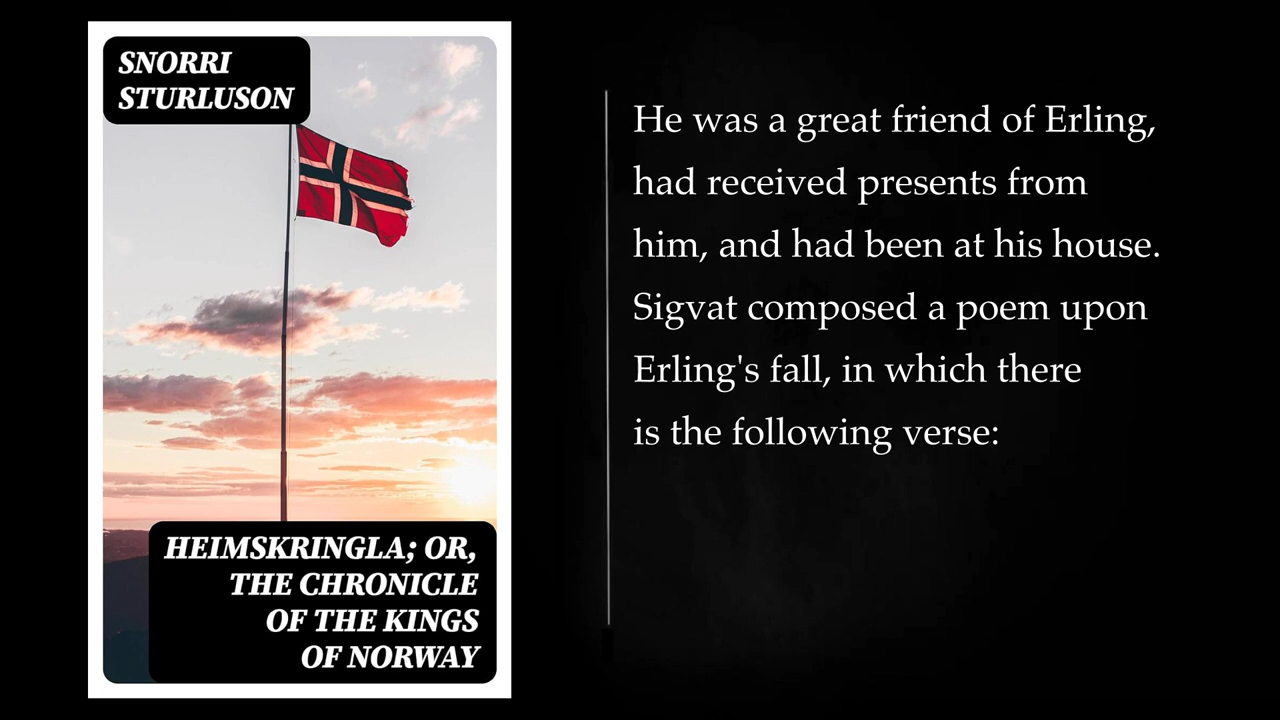 SNORRI
STURLUSON
HEIMSKRINGLA; OR,
THE CHRONICLE
OF THE KINGS
OF NORWAY
He was a great friend of Erling,
had received presents from
him, and had been at his house.
Sigvat composed a poem upon
Erling's fall, in which there
is the following verse: